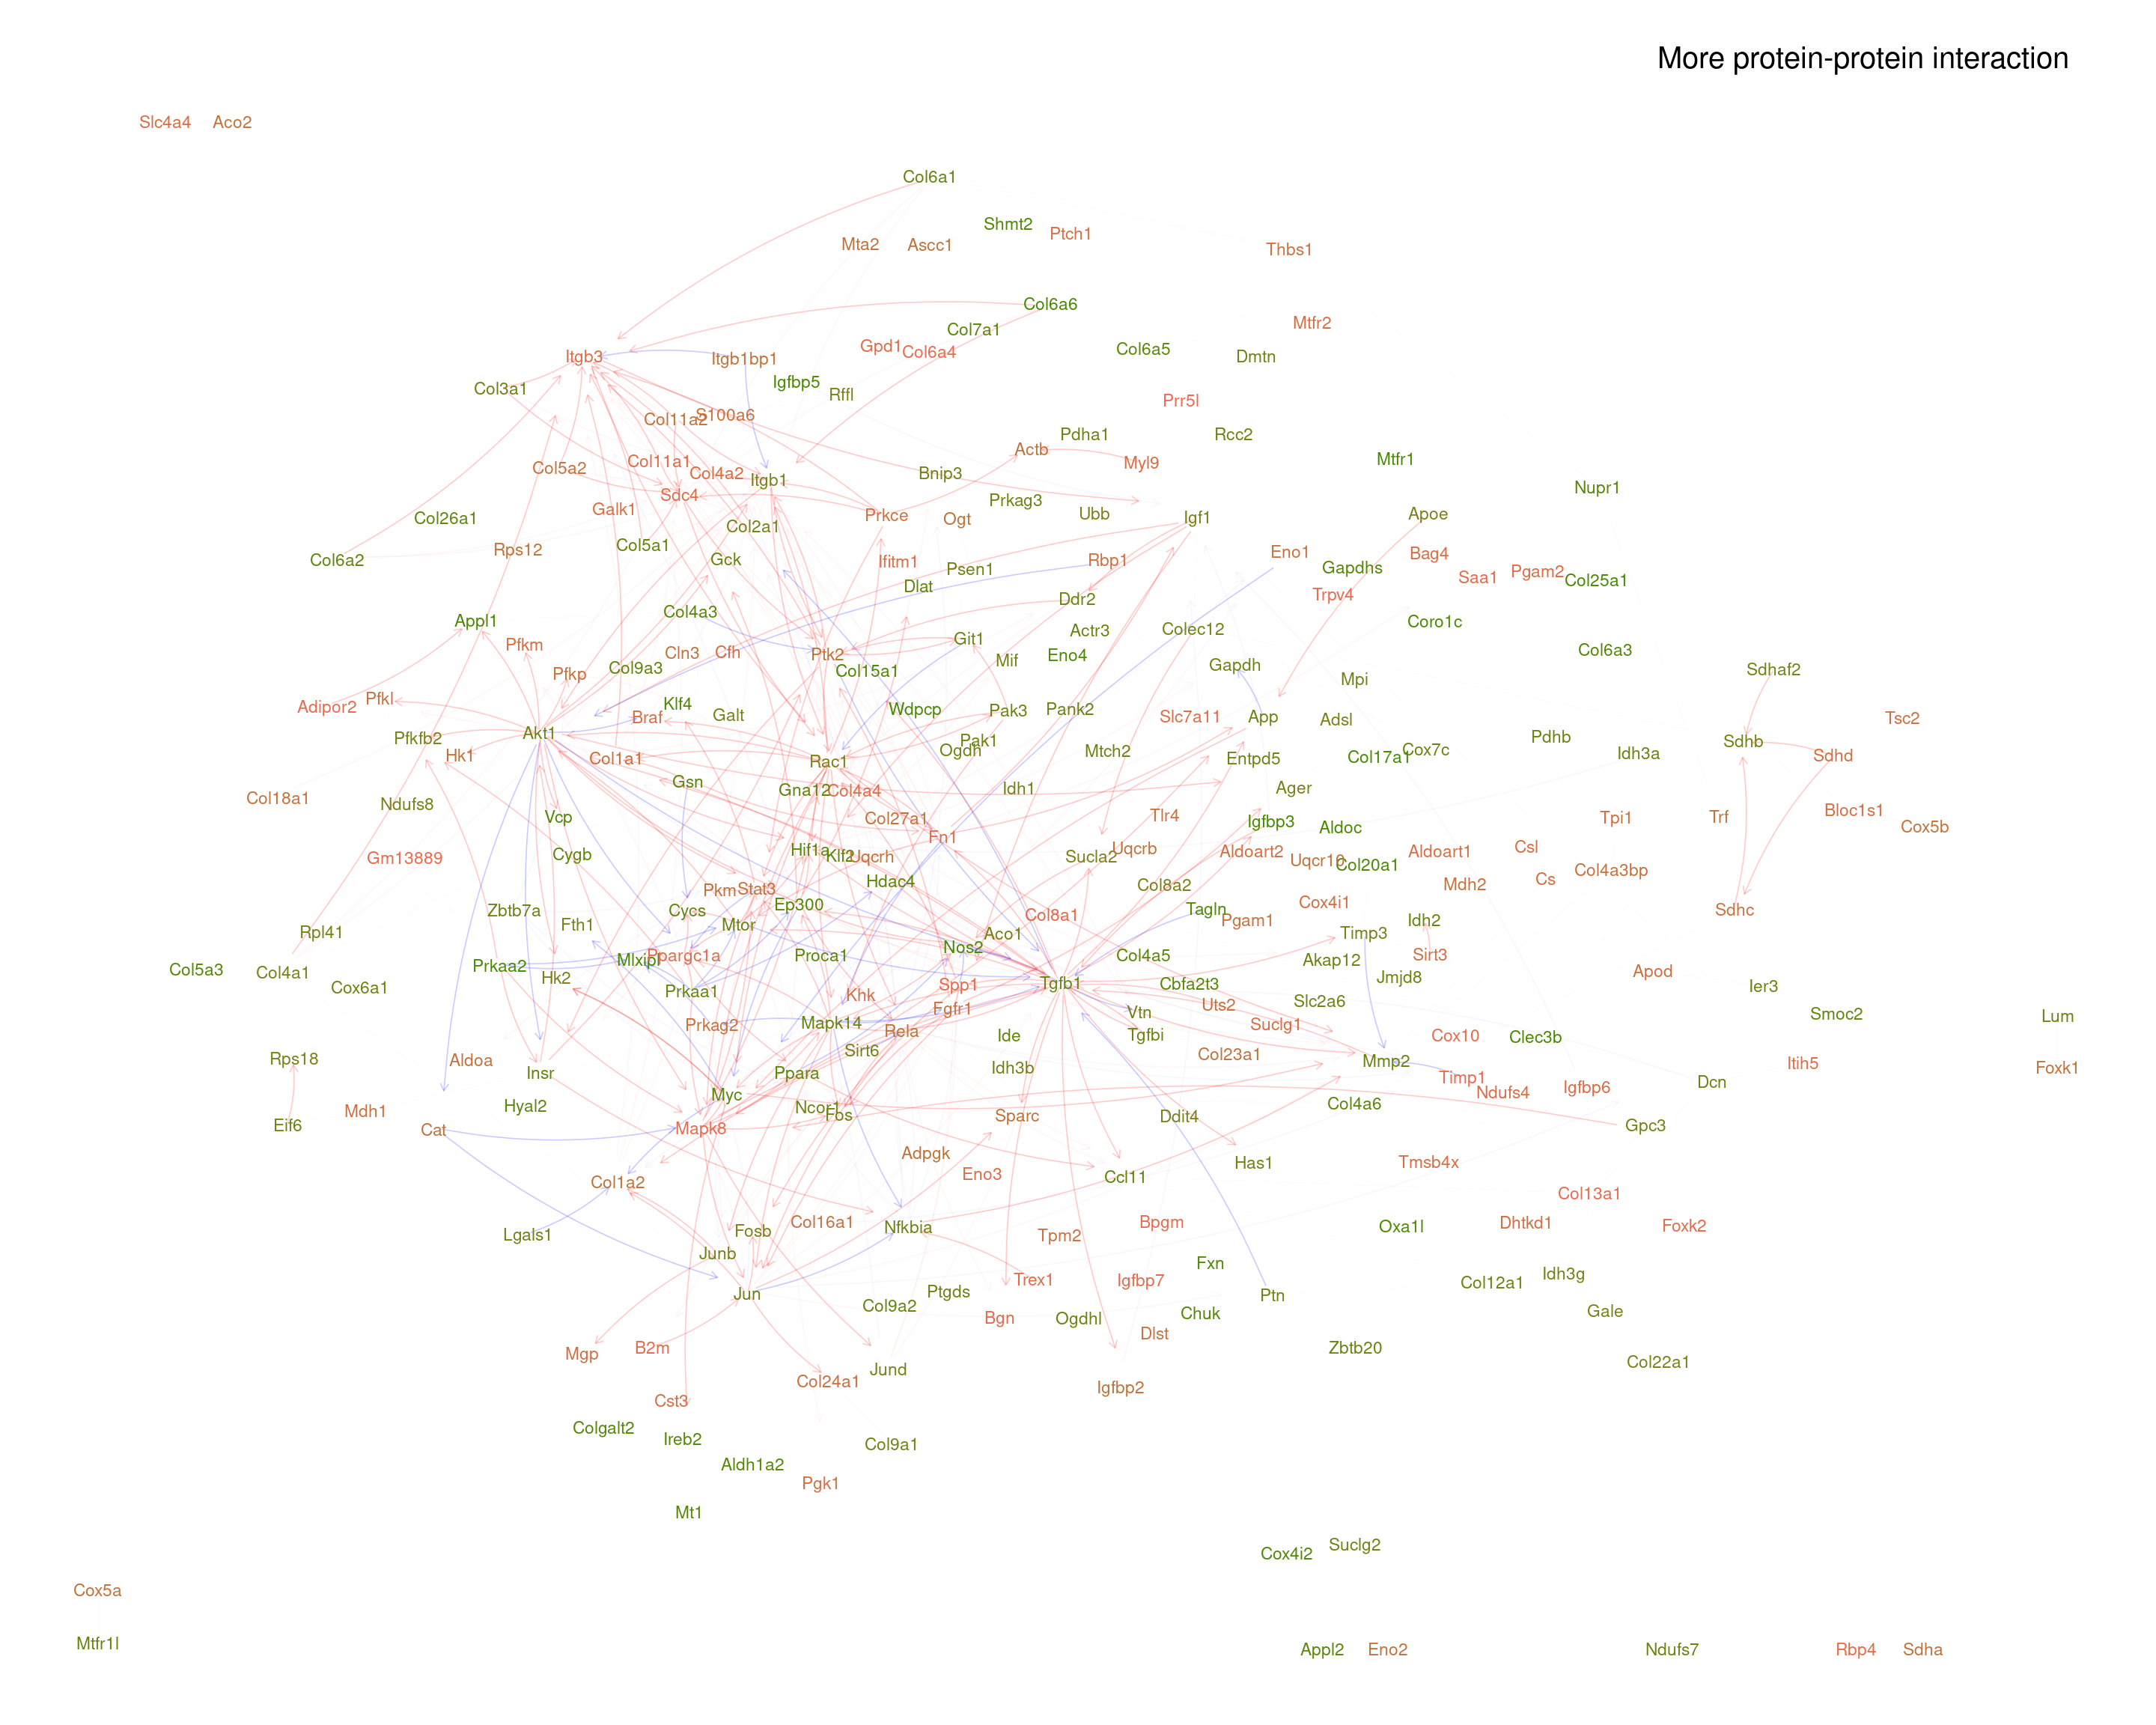 More protein-protein interaction
Slc4a4 Aco2
Col6a1
Shmt2 Ptch1
Mta2 Ascc1 Thbs1
Col6a6
Col7a1 Mtfr2
Itgb3 Itgb1bp1 Gpd1 Col6a4 Col6a5 Dmtn
Col3a1 Igfbp5 Rffl Prr5l
Col11a2 S100a6 Pdha1 Rcc2
Col5a2 Col11a1 Col4a2 Itgb1 Bnip3 Actb Myl9 Mtfr1
Sdc4 Galk1 Prkag3 Nupr1
Col26a1 Col2a1 Prkce Ogt Ubb Igf1 Apoe
Col6a2 Rps12 Col5a1 Gck Ifitm1 Psen1 Rbp1 Eno1 Bag4
Dlat Ddr2 Gapdhs Trpv4 Saa1 Pgam2 Col25a1
Appl1 Col4a3 Git1 Actr3 Colec12 Coro1c
Pfkm Cln3 Cfh Ptk2 Mif Eno4 Gapdh Col6a3
Pfkp Col9a3 Col15a1 Mpi Sdhaf2
Adipor2 Pfkl Klf4 Braf Galt Wdpcp Pak3 Pank2 Slc7a11 App Adsl Tsc2
Pfkfb2 Hk1 Akt1 Col1a1 Rac1 Ogdh Pak1 Mtch2 Entpd5 Col17a1 Cox7c Pdhb Idh3a Sdhb Sdhd
Col18a1 Ndufs8 Gsn Gna12 Col4a4 Idh1 Ager
Vcp Col27a1 Fn1 Tlr4 Igfbp3 Aldoc Tpi1 Trf Bloc1s1 Cox5b
Gm13889 Cygb Hif1a Klf2 Uqcrh Sucla2 Uqcrb Aldoart2 Uqcr10 Col20a1 Aldoart1 Csl
Pkm Stat3 Hdac4 Col8a2 Mdh2 Cs Col4a3bp
Zbtb7a Fth1 Cycs Mtor Ep300 Col8a1 Tagln Pgam1 Cox4i1 Idh2 Sdhc
Rpl41 Aco1 Timp3
Col5a3 Col4a1 Cox6a1 Prkaa2 Hk2 Mlxipl Ppargc1a Proca1 Nos2 Col4a5 Akap12 Sirt3 Apod
Prkaa1 Khk Spp1 Tgfb1 Cbfa2t3 Jmjd8 Ier3
Prkag2 Mapk14 Rela Fgfr1 Vtn Uts2 Slc2a6 Smoc2 Lum
Ide Tgfbi Suclg1 Cox10 Clec3b
Rps18 Aldoa Insr Sirt6 Ppara Idh3b Col23a1 Mmp2 Timp1 Igfbp6 Dcn Itih5 Foxk1
Mdh1 Hyal2 Myc Ncor1 Fos Sparc Ddit4 Col4a6 Ndufs4
Eif6 Cat Mapk8 Gpc3
Adpgk Eno3 Ccl11 Has1 Tmsb4x
Col1a2 Col13a1
Lgals1 Fosb Junb Col16a1 Nfkbia Tpm2 Bpgm Oxa1l Dhtkd1 Foxk2
Jun Ptgds Trex1 Igfbp7 Fxn Ptn Col12a1 Idh3g
Col9a2 Bgn Ogdhl Chuk Gale
Mgp B2m Jund Dlst Zbtb20 Col22a1
Cst3 Col24a1 Igfbp2
Colgalt2 Ireb2 Col9a1
Aldh1a2 Pgk1
Mt1
Cox4i2 Suclg2
Cox5a
Mtfr1l Appl2 Eno2 Ndufs7 Rbp4 Sdha